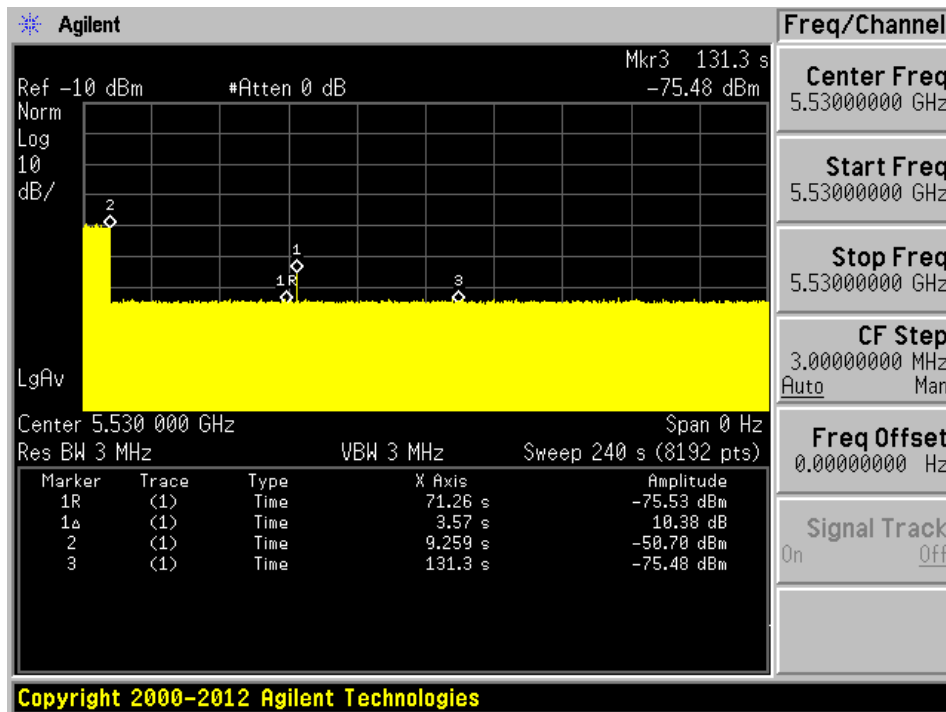 Agilent
Freq/Channel
Mkr3 131.3 s
Ref -10 dBm #Atten 0 dB -75.48 dBm
Norm
Log
10
dB/
2
1
1R
3
LgAv
Center 5.530 000 GHz Span 0 Hz
Res BW 3 MHz VBW 3 MHz Sweep 240 s (8192 pts)
Marker Trace Type X Axis Amplitude
1R (1) Time 71.26 s -75.53 dBm
1Δ (1) Time 3.57 s 10.38 dB
2 (1) Time 9.259 s -50.70 dBm
3 (1) Time 131.3 s -75.48 dBm
Center Freq
5.53000000 GHz
Start Freq
5.53000000 GHz
Stop Freq
5.53000000 GHz
CF Step
3.00000000 MHz
Auto Man
Freq Offset
0.00000000 Hz
Signal Track
On Off
Copyright 2000-2012 Agilent Technologies